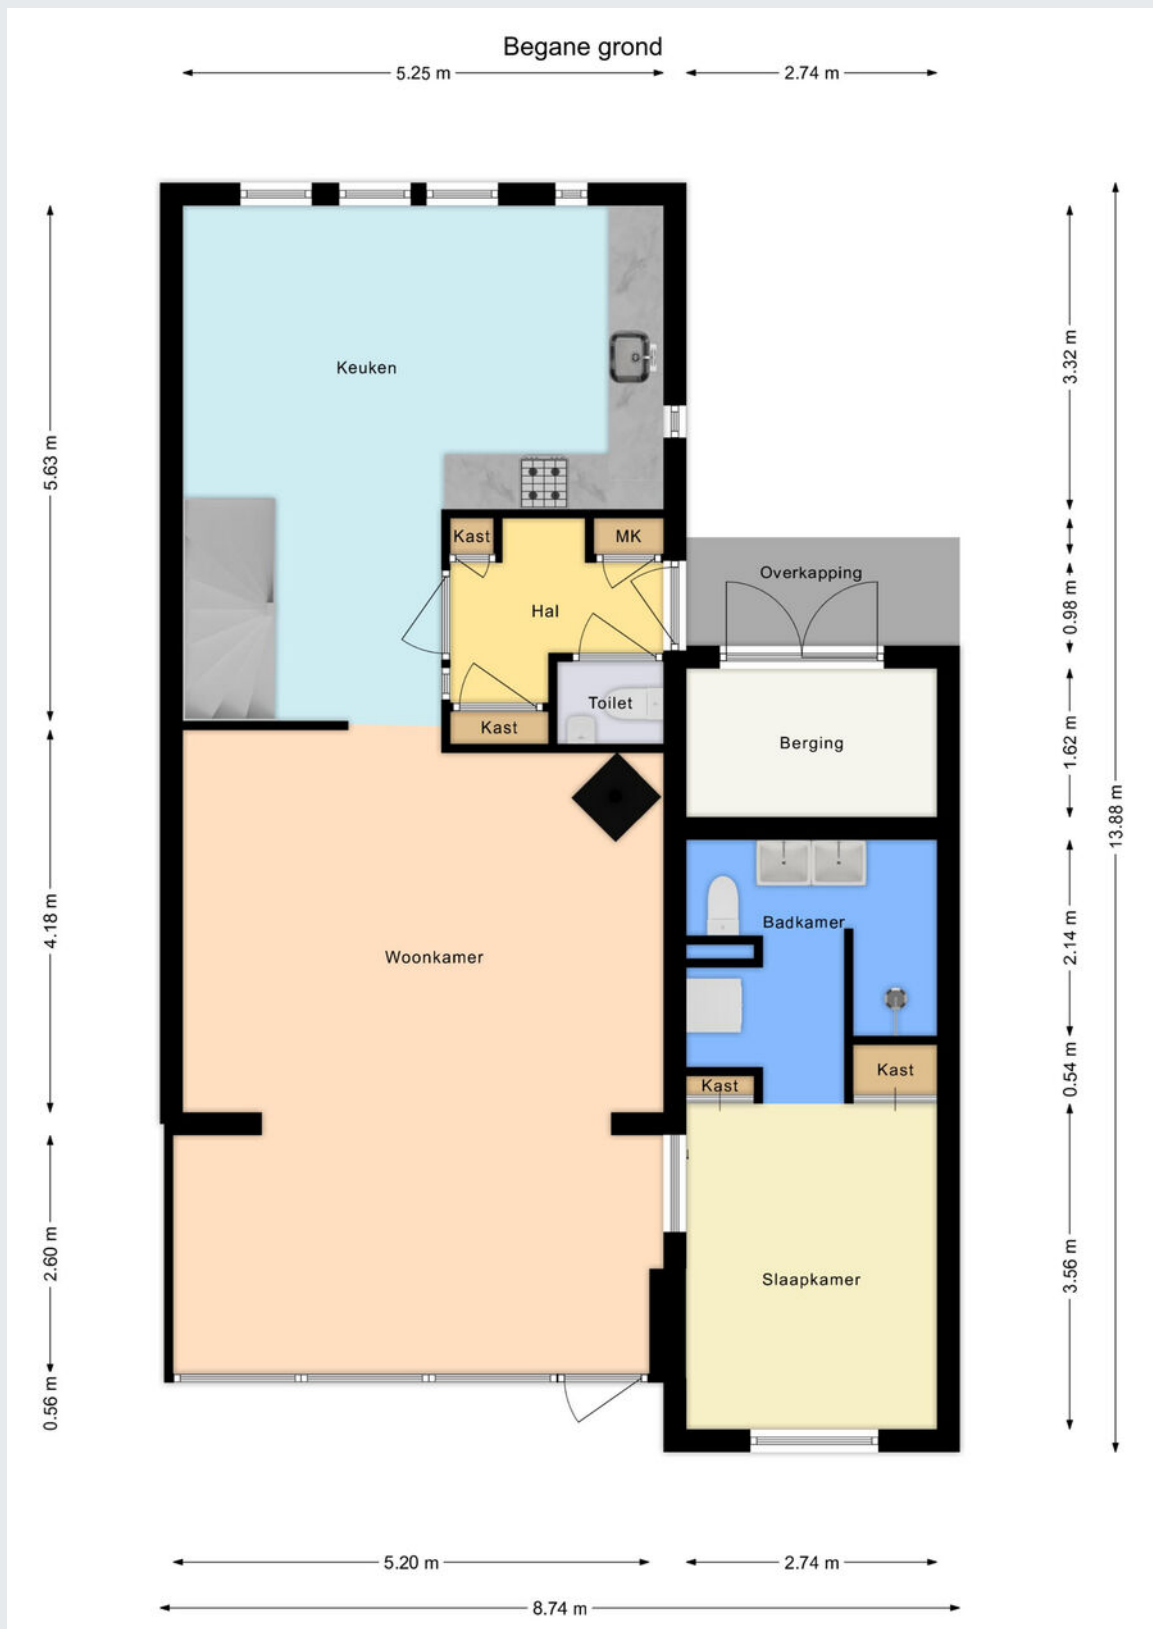 Begane grond
5.25 m
2.74 m
Keuken
3.32 m
5.63 m
Kast
MK
Overkapping
Hal
0.98 m
Toilet
Kast
Berging
1.62 m
13.88 m
4.18 m
Badkamer
2.14 m
Woonkamer
Kast
Kast
0.54 m
2.60 m
Slaapkamer
3.56 m
0.56 m
5.20 m
2.74 m
8.74 m